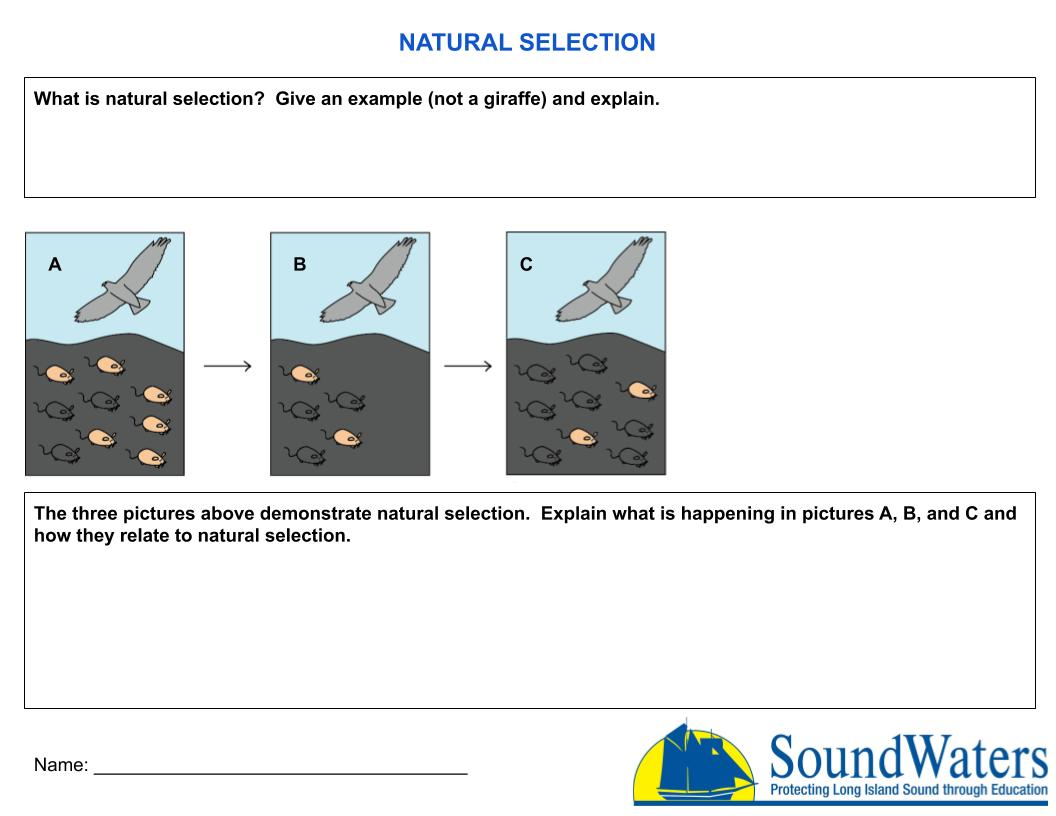 NATURAL SELECTION
What is natural selection?  Give an example (not a giraffe) and explain.
A
B
C
The three pictures above demonstrate natural selection.  Explain what is happening in pictures A, B, and C and
how they relate to natural selection.
Name: ___________________________________
SoundWaters
Protecting Long Island Sound through Education